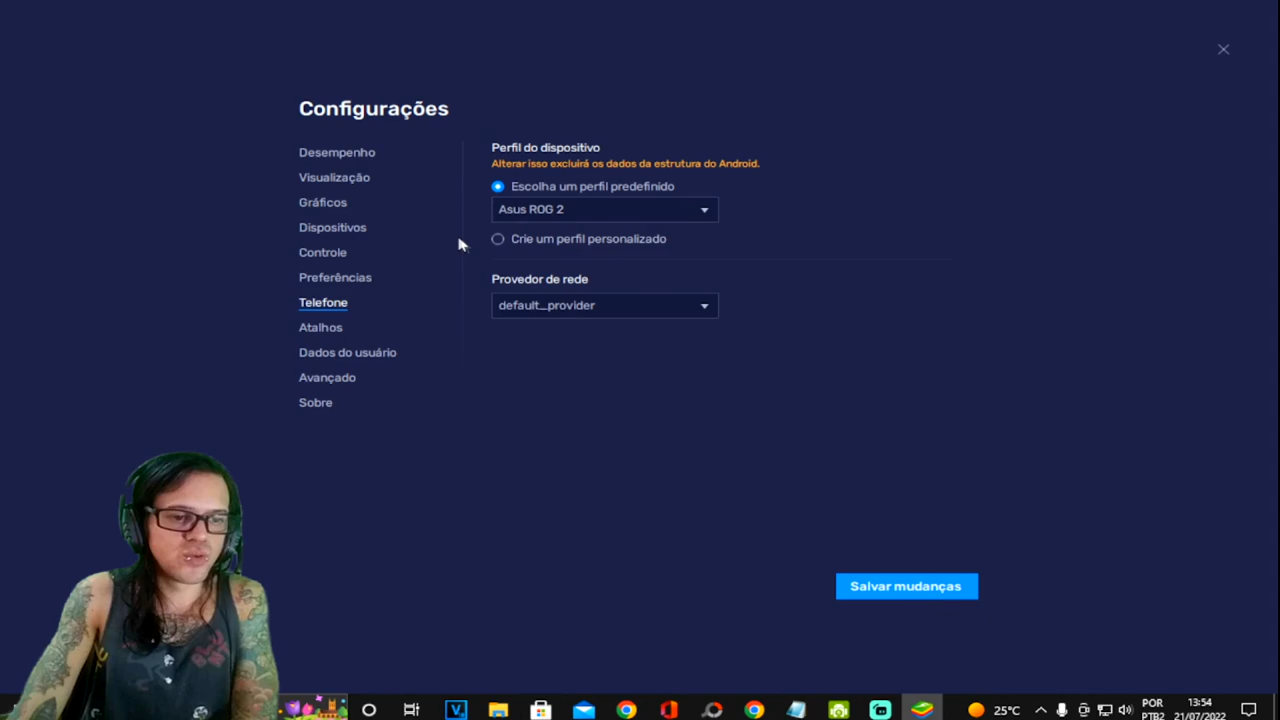 Configurações
Desempenho
Visualização
Gráficos
Dispositivos
Controle
Preferências
Telefone
Atalhos
Dados do usuário
Avançado
Sobre
Perfil do dispositivo
Alterar isso excluirá os dados da estrutura do Android.
Escolha um perfil predefinido
Asus ROG 2
Crie um perfil personalizado
Provedor de rede
default_provider
Salvar mudanças
25°C
POR
PTB2
13:54
21/07/2022